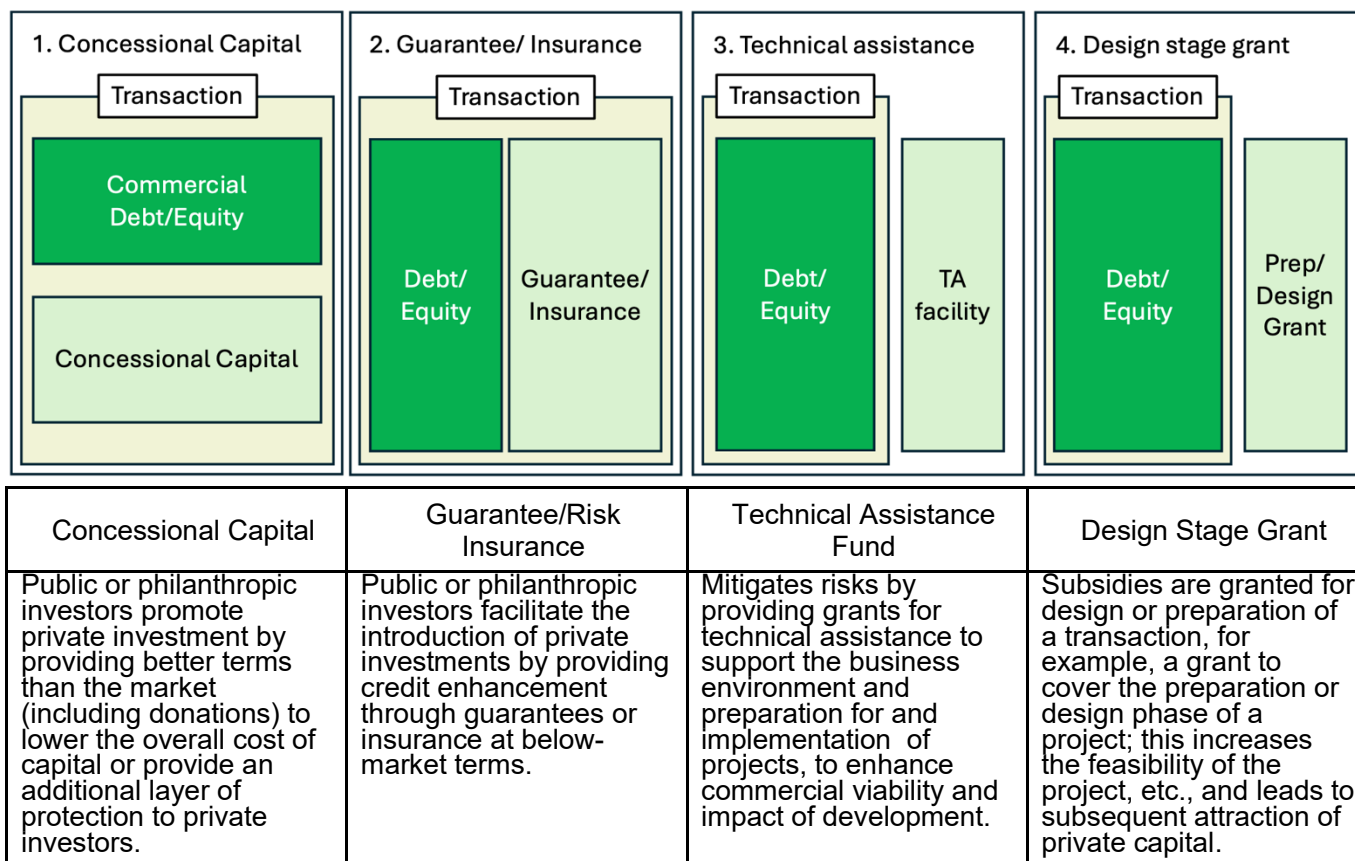 1. Concessional Capital
Transaction
Commercial
Debt/Equity
Concessional Capital
2. Guarantee/ Insurance
Transaction
Debt/
Equity
Guarantee/
Insurance
3. Technical assistance
Transaction
Debt/
Equity
TA
facility
4. Design stage grant
Transaction
Debt/
Equity
Prep/
Design
Grant
Concessional Capital
Guarantee/Risk
Insurance
Technical Assistance
Fund
Design Stage Grant
Public or philanthropic
investors promote
private investment by
providing better terms
than the market
(including donations) to
lower the overall cost of
capital or provide an
additional layer of
protection to private
investors.
Public or philanthropic
investors facilitate the
introduction of private
investments by providing
credit enhancement
through guarantees or
insurance at below-
market terms.
Mitigates risks by
providing grants for
technical assistance to
support the business
environment and
preparation for and
implementation of
projects, to enhance
commercial viability and
impact of development.
Subsidies are granted for
design or preparation of
a transaction, for
example, a grant to
cover the preparation or
design phase of a
project; this increases
the feasibility of the
project, etc., and leads to
subsequent attraction of
private capital.